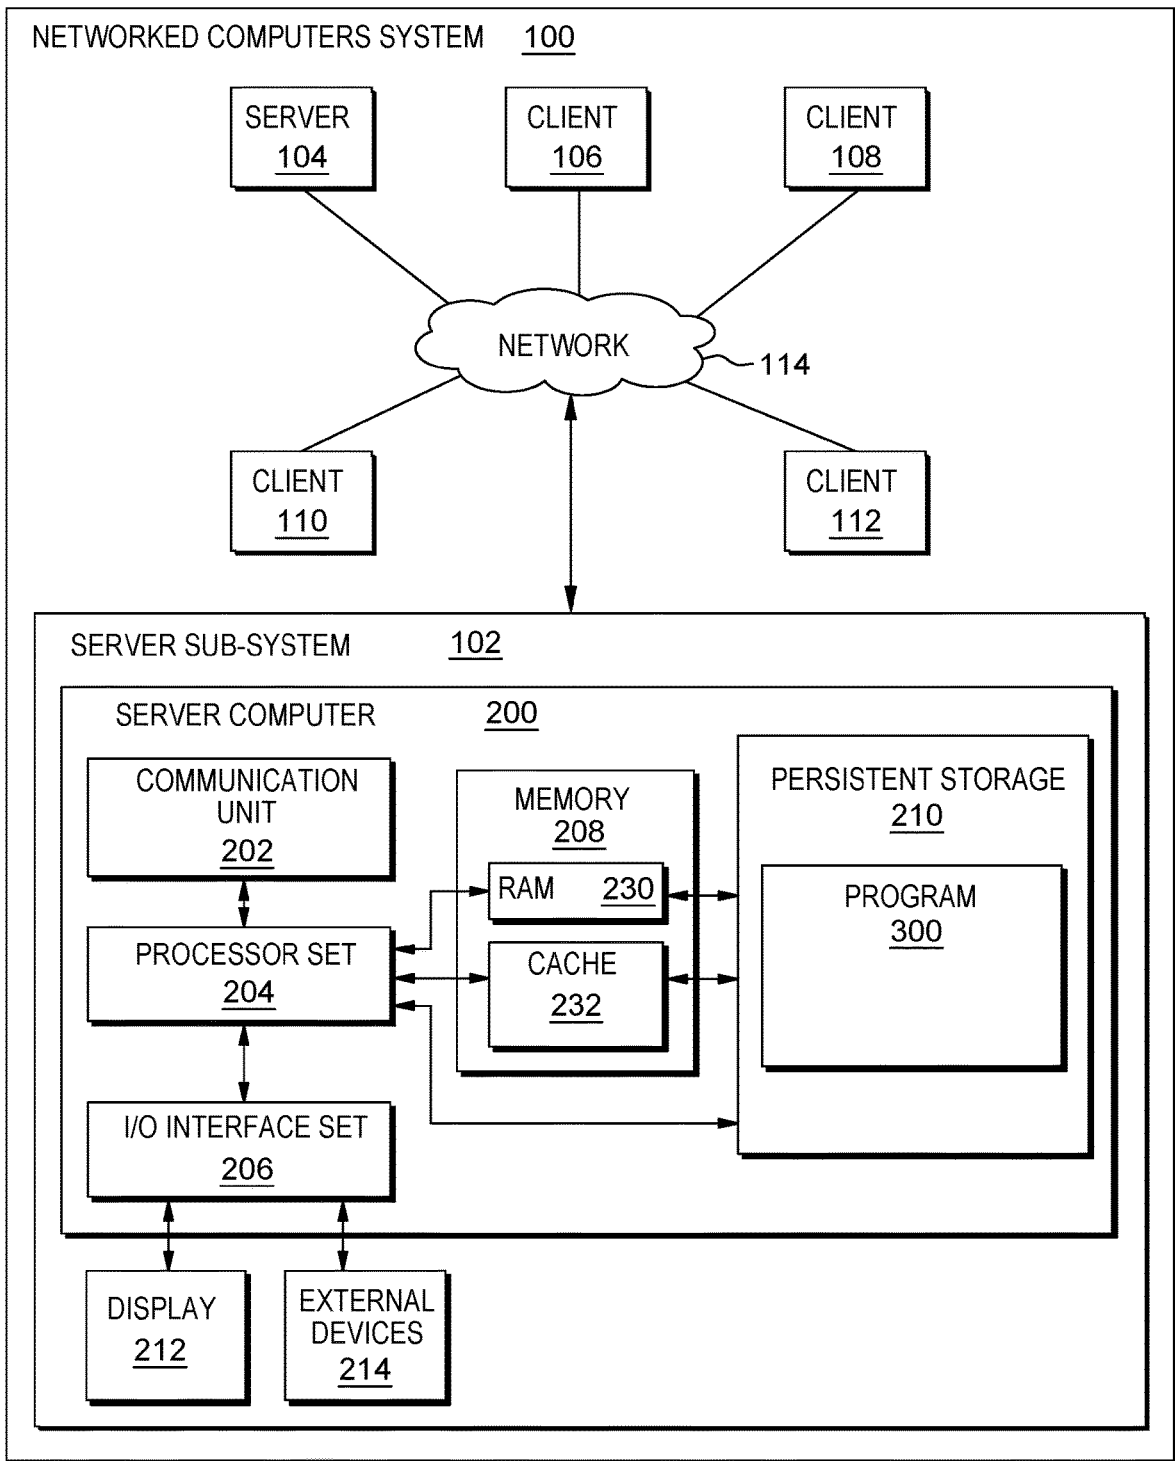 NETWORKED COMPUTERS SYSTEM 100
SERVER
104
CLIENT
106
CLIENT
108
NETWORK
114
CLIENT
110
CLIENT
112
SERVER SUB-SYSTEM 102
SERVER COMPUTER 200
COMMUNICATION
UNIT
202
PROCESSOR SET
204
I/O INTERFACE SET
206
MEMORY
208
RAM 230
CACHE
232
PERSISTENT STORAGE
210
PROGRAM
300
DISPLAY
212
EXTERNAL
DEVICES
214